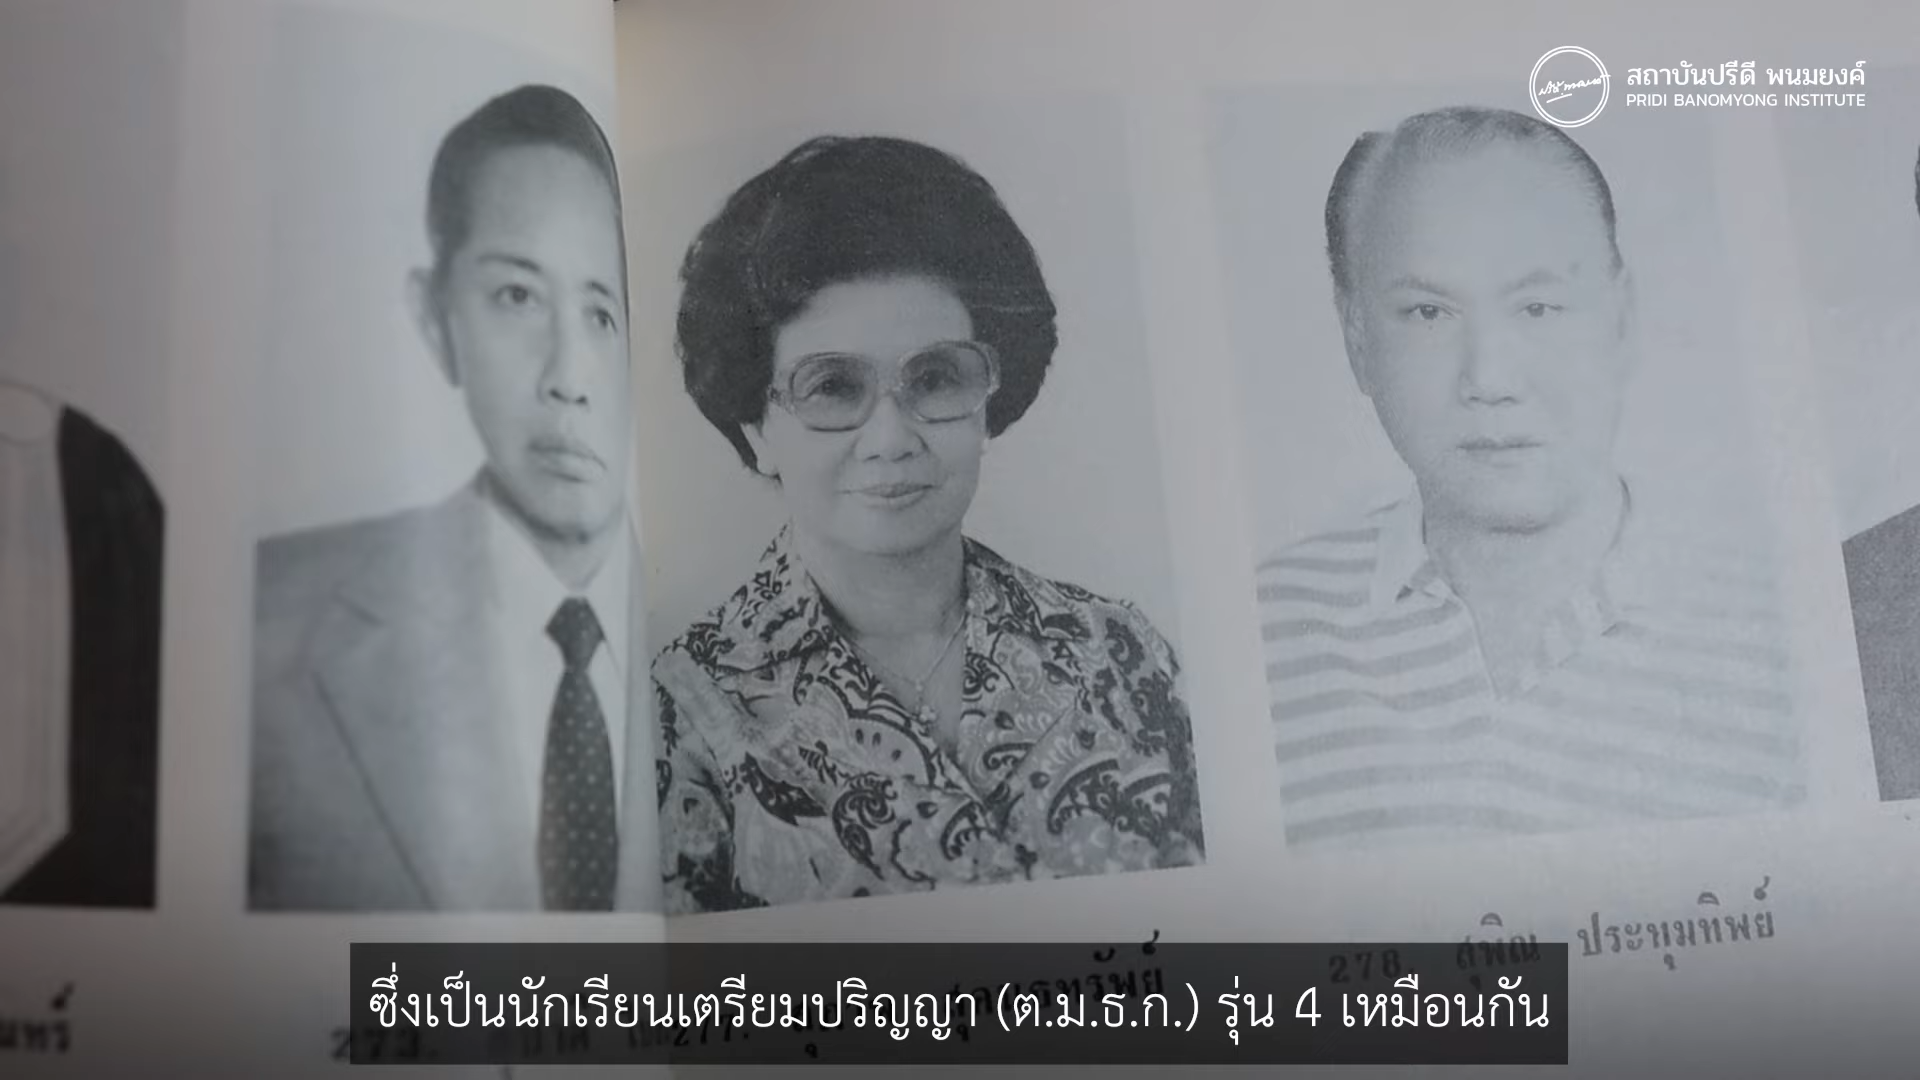 สถาบันปรีดี พนมยงค์
PRIDI BANOMYONG INSTITUTE
278 สุพิณ ประทุมทิพย์
273.
277.
ซึ่งเป็นนักเรียนเตรียมปริญญา (ต.ม.ธ.ก.) รุ่น 4 เหมือนกัน